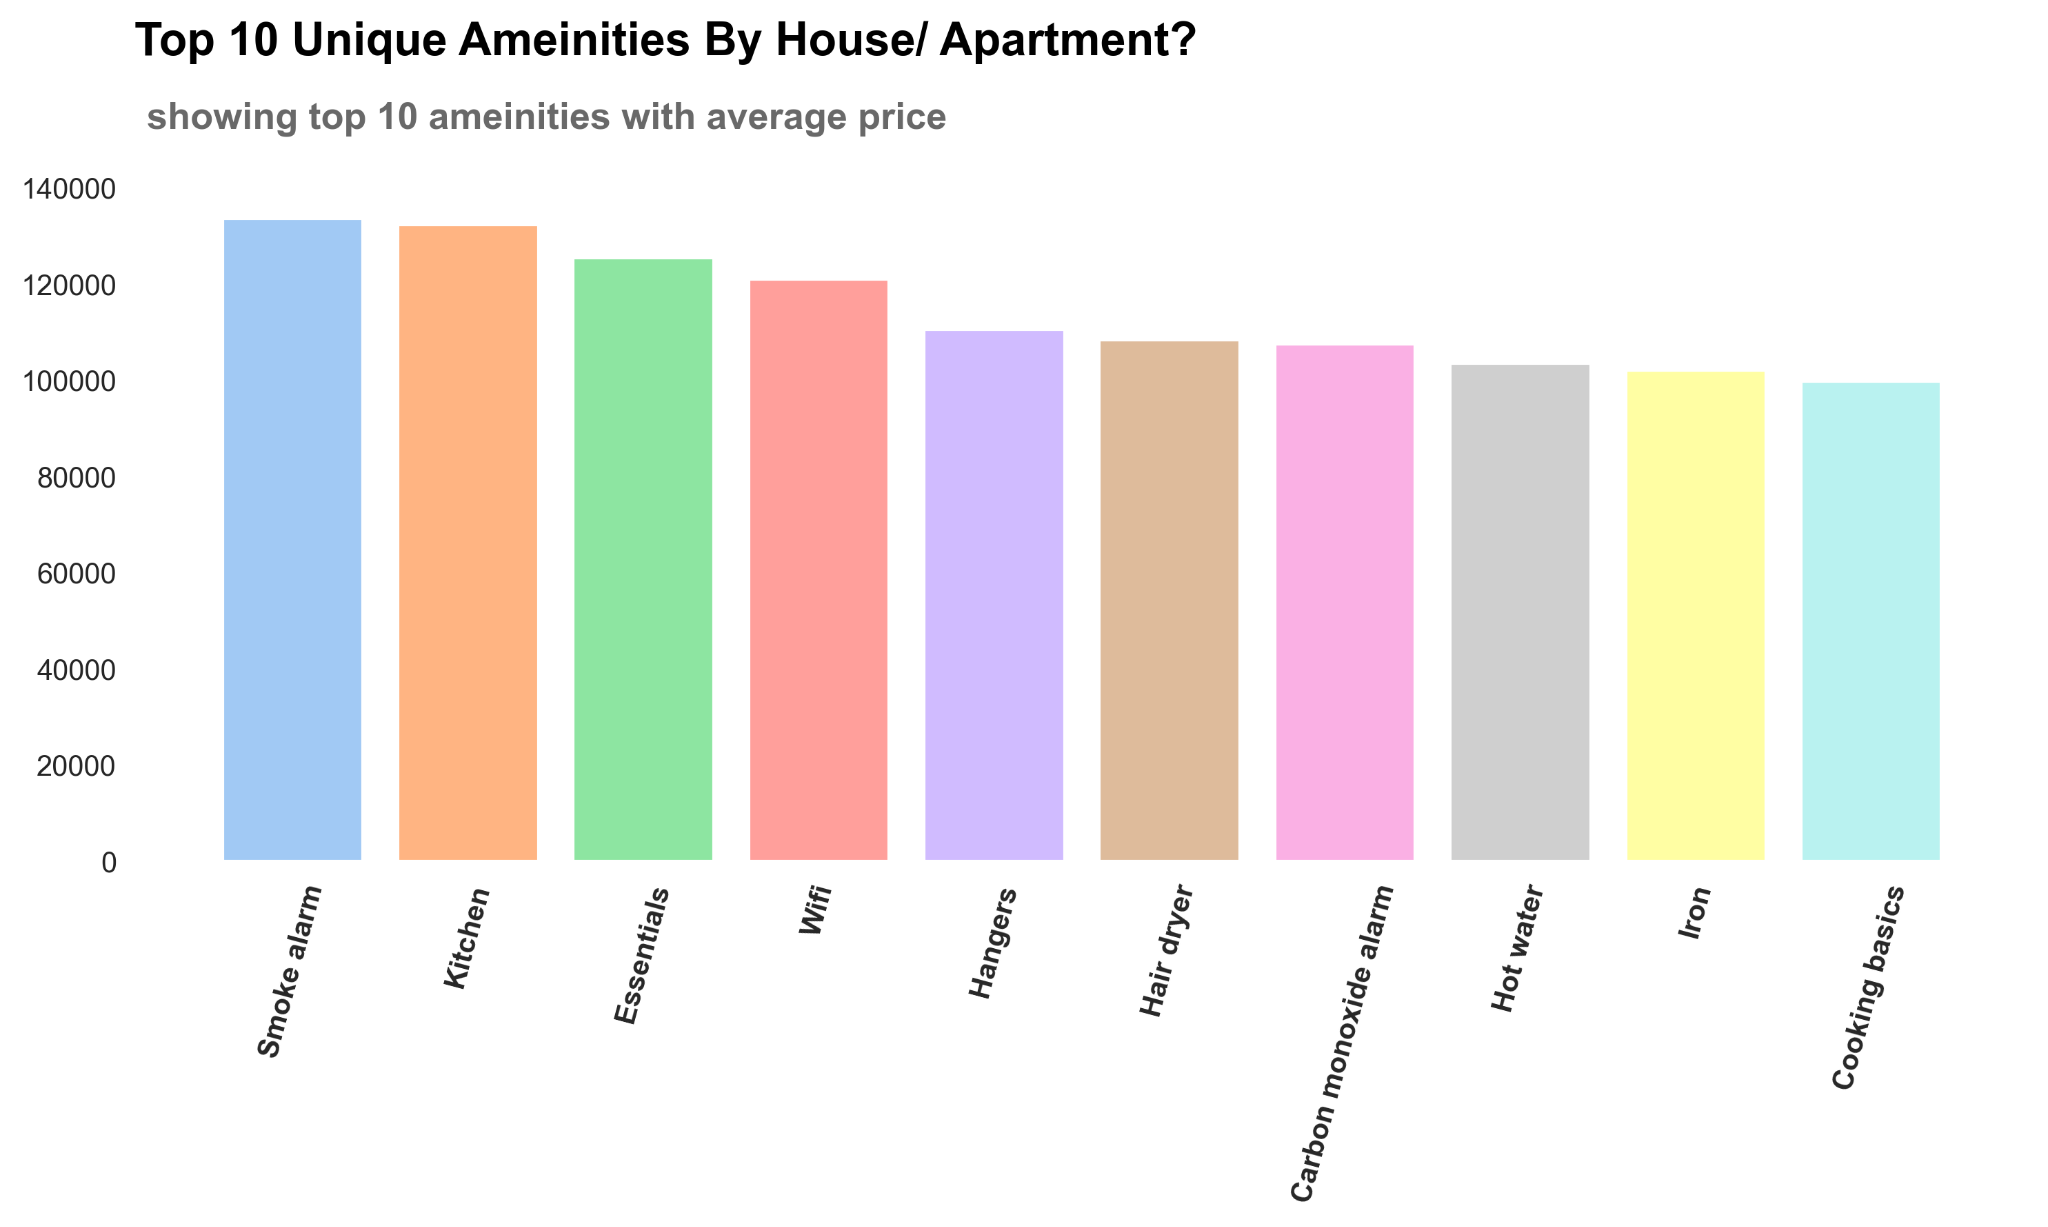 Top 10 Unique Ameinities By House/ Apartment?
showing top 10 ameinities with average price
140000
120000
100000
80000
60000
40000
20000
0
Smoke alarm
Kitchen
Essentials
Wifi
Hangers
Hair dryer
Carbon monoxide alarm
Hot water
Iron
Cooking basics